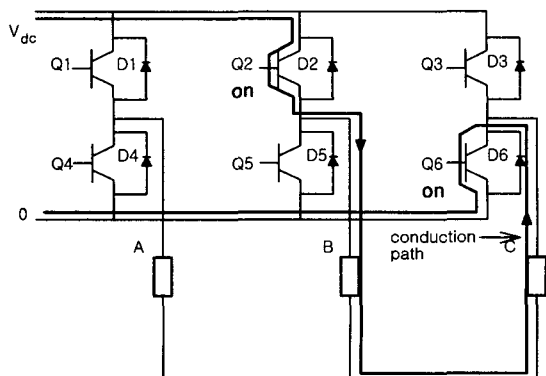 V_dc
Q1
D1
Q2
D2
Q3
D3
on
Q4
D4
Q5
D5
Q6
D6
on
0
A
B
conduction
path
C